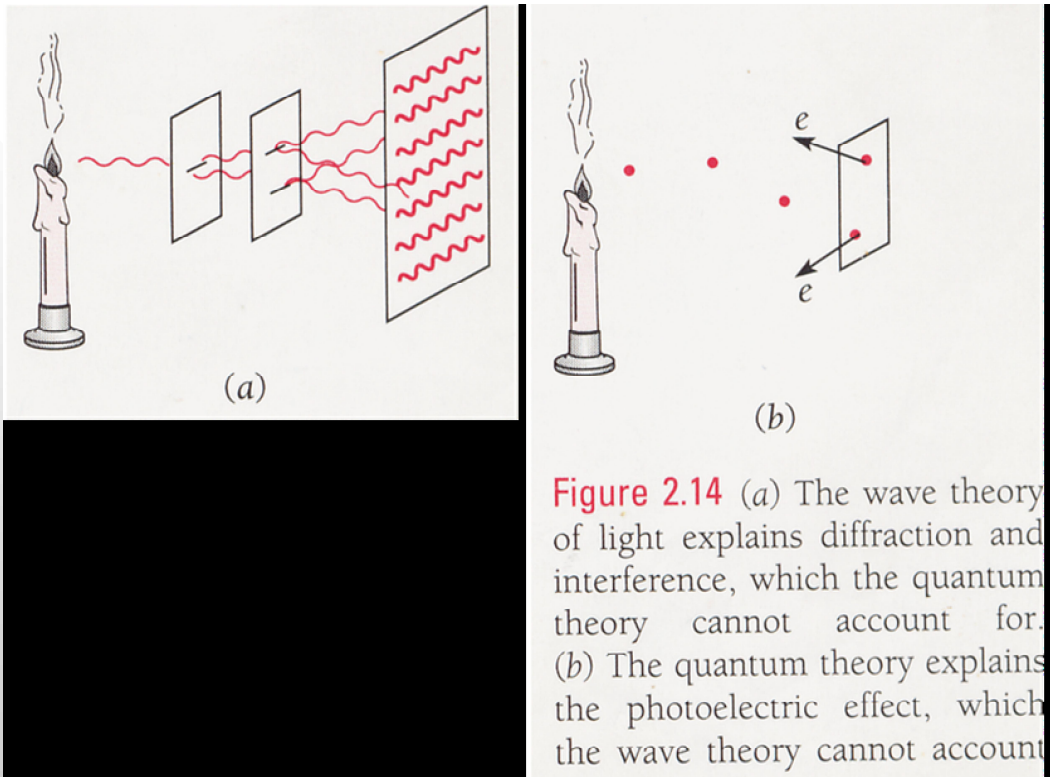 (a)
e
e
(b)
Figure 2.14 (a) The wave theory
of light explains diffraction and
interference, which the quantum
theory cannot account for.
(b) The quantum theory explains
the photoelectric effect, which
the wave theory cannot account